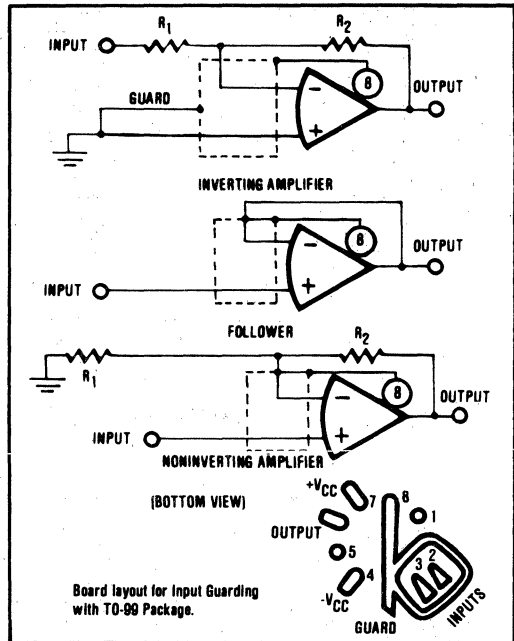 R1
R2
INPUT
8
OUTPUT
GUARD
−
+
INVERTING AMPLIFIER
8
−
OUTPUT
INPUT
+
FOLLOWER
R2
R1
8
OUTPUT
−
INPUT
+
NONINVERTING AMPLIFIER
(BOTTOM VIEW)
+VCC
7
8
1
OUTPUT
5
2
3
4
-VCC
INPUTS
GUARD
Board layout for Input Guarding
with TO-99 Package.